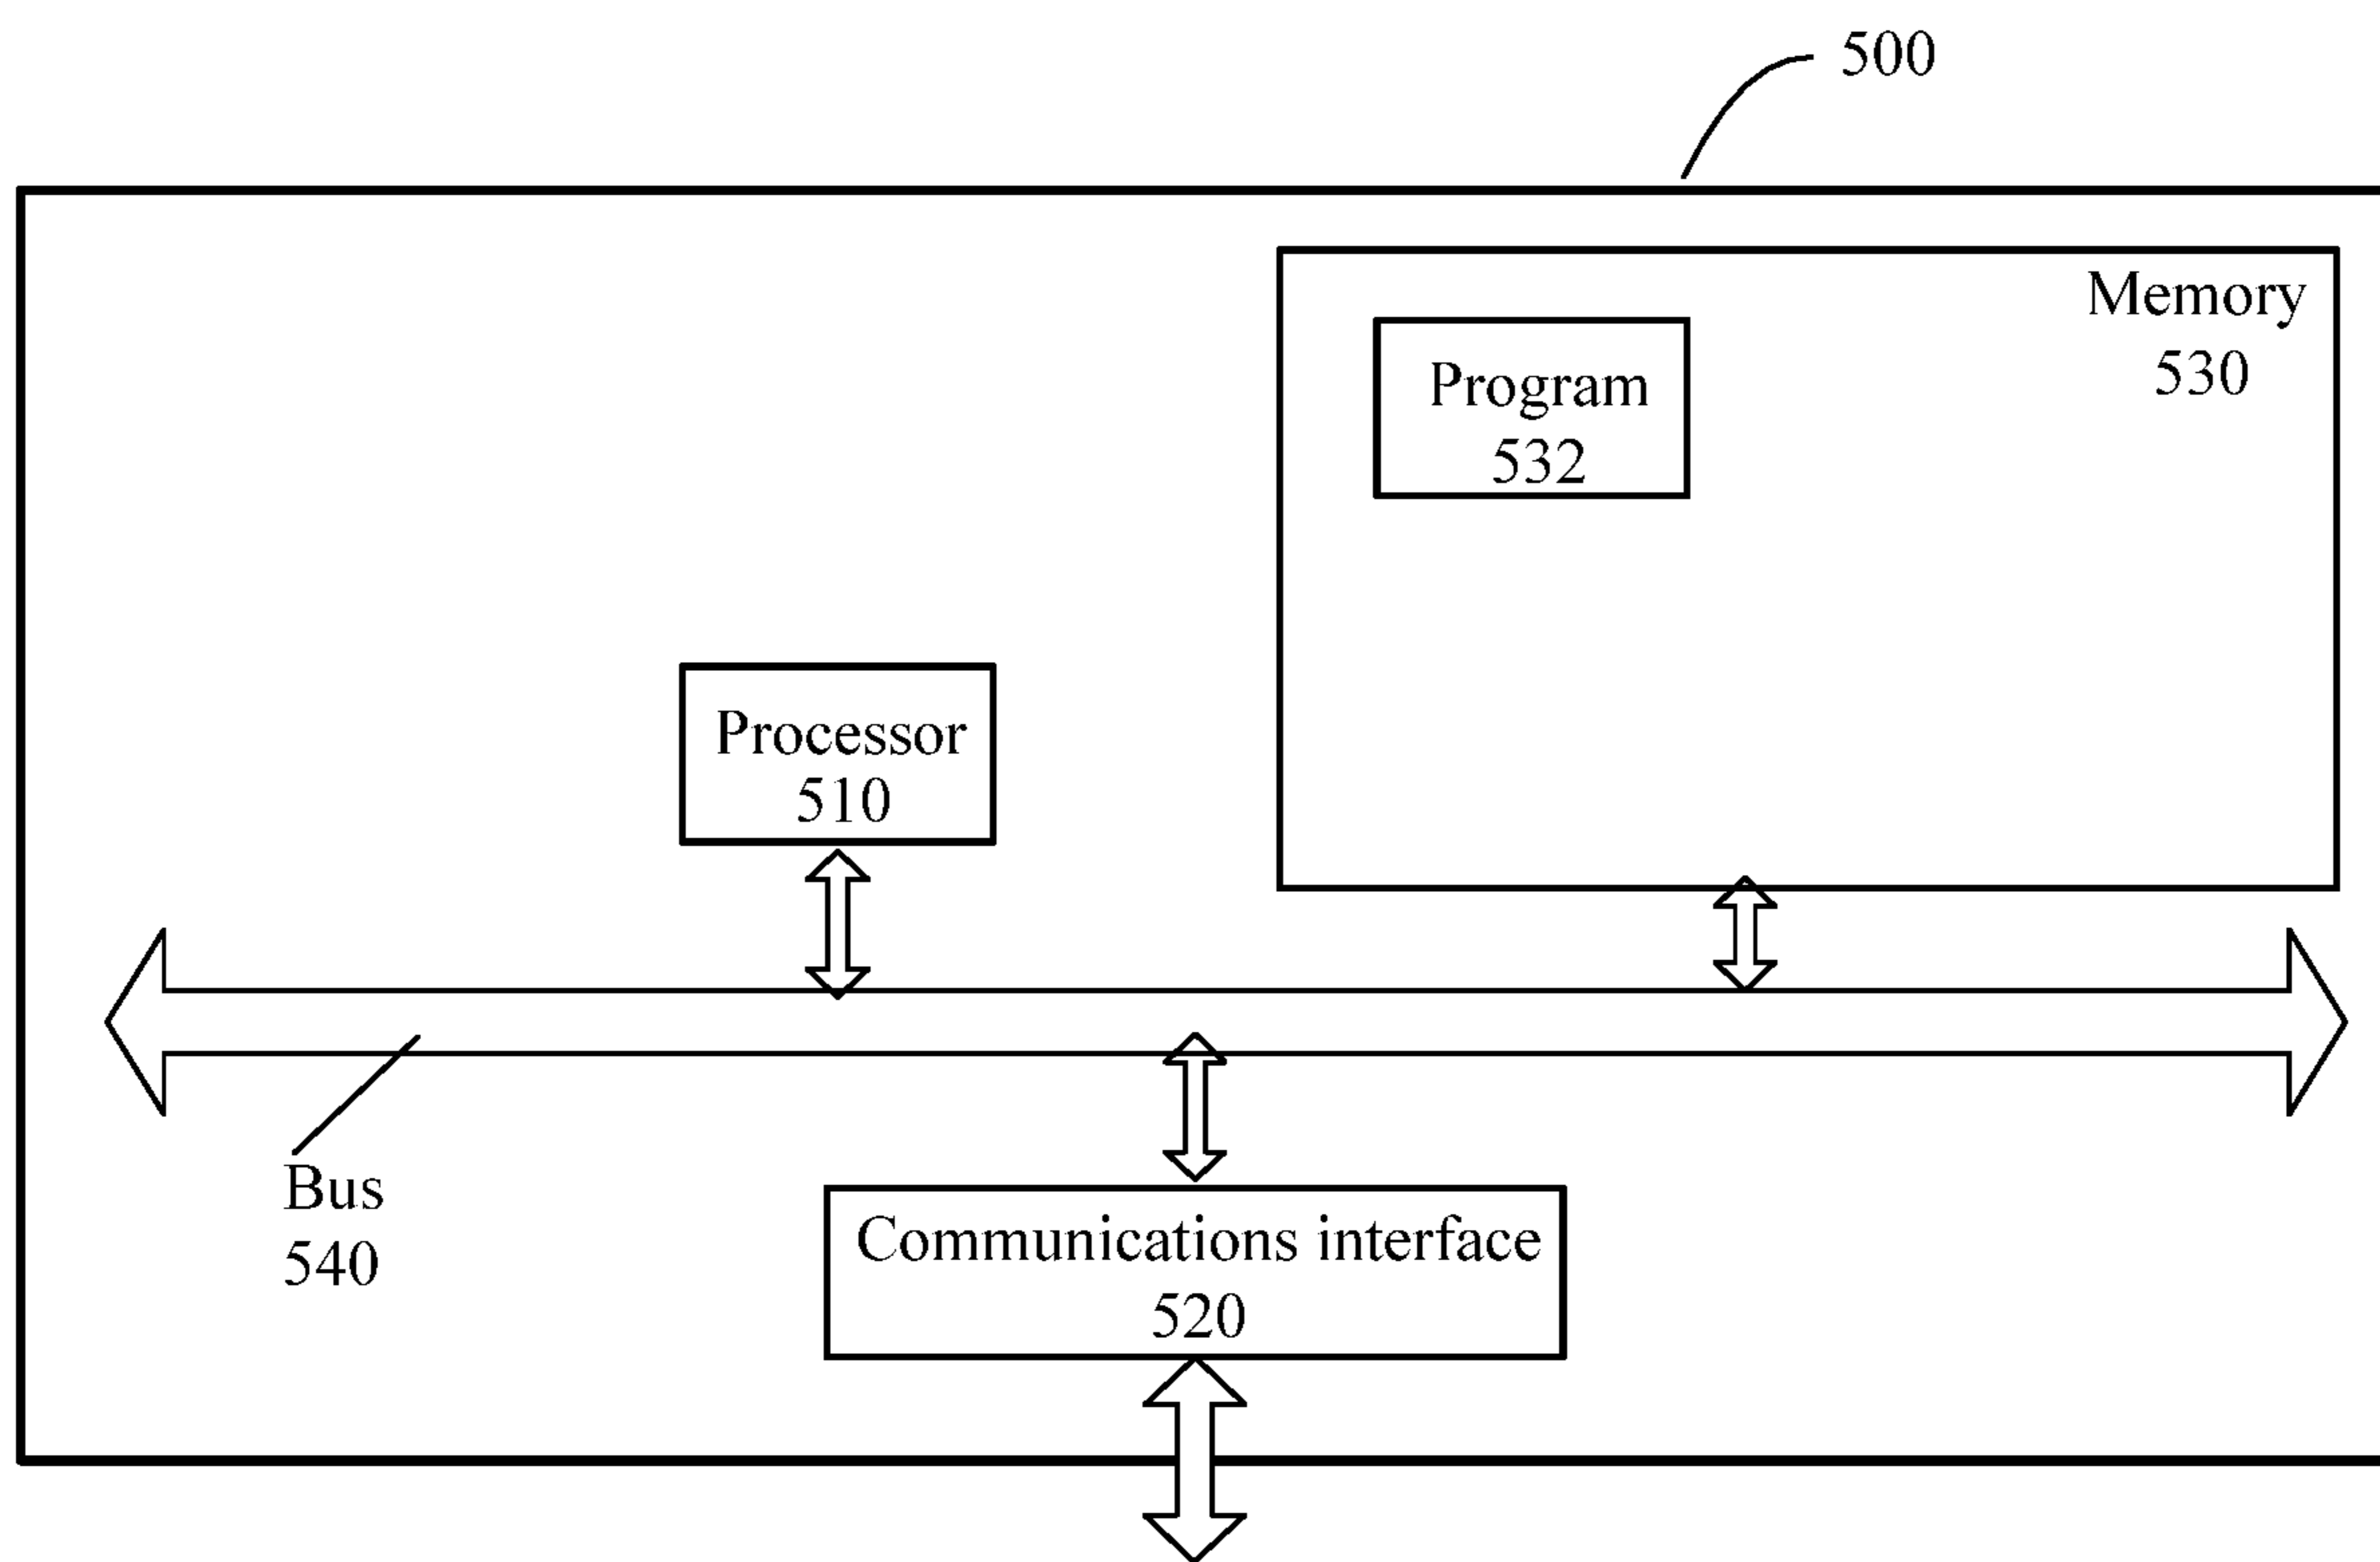 500
Memory
530
Program
532
Processor
510
Bus
540
Communications interface
520